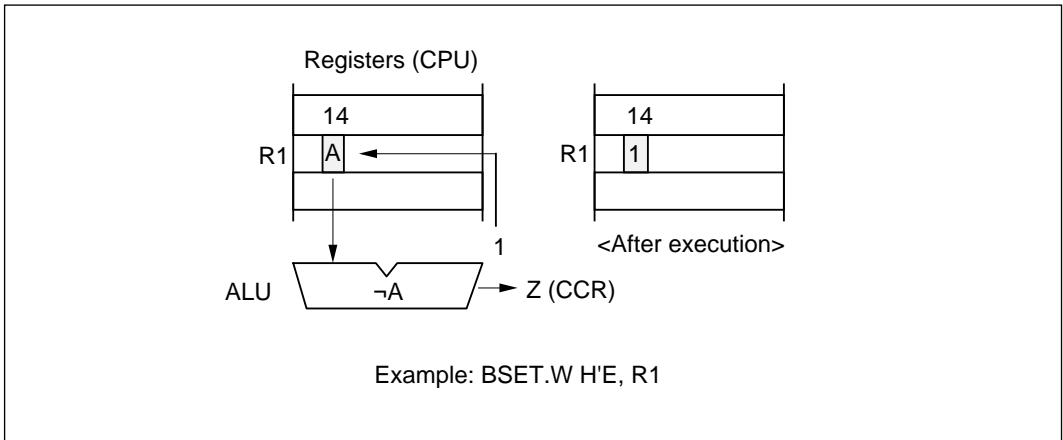 Registers (CPU)
14
14
R1
A
R1
1
1
<After execution>
ALU
¬A
Z (CCR)
Example: BSET.W H'E, R1